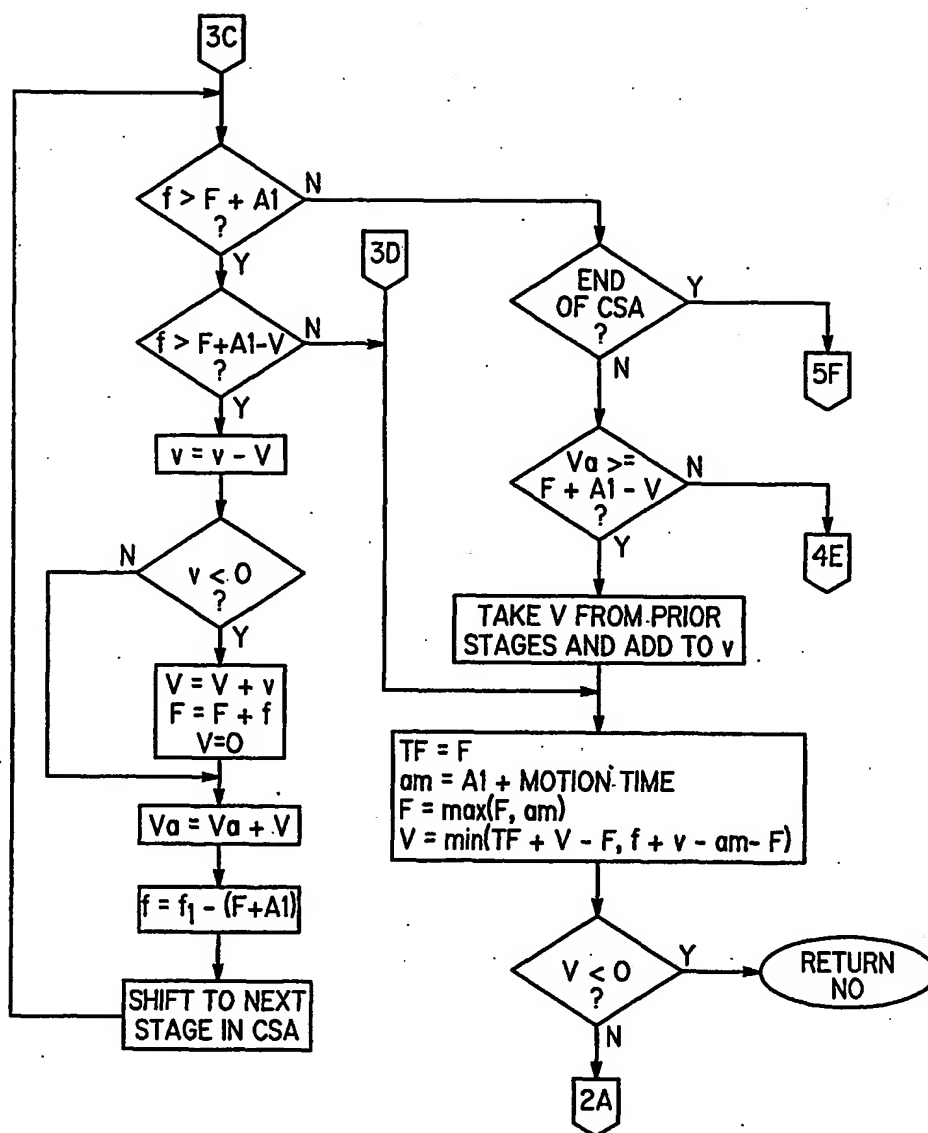 3C
f > F + A1
?
N
Y
3D
f > F+A1-V
?
N
Y
v = v - V
v < 0
?
N
Y
V = V + v
F = F + f
V=0
Va = Va + V
f = f1 - (F+A1)
SHIFT TO NEXT
STAGE IN CSA
END
OF CSA
?
Y
N
5F
Va >=
F + A1 - V
?
N
Y
4E
TAKE V FROM PRIOR
STAGES AND ADD TO v
TF = F
am = A1 + MOTION TIME
F = max(F, am)
V = min(TF + V - F, f + v - am- F)
V < 0
?
Y
N
RETURN
NO
2A